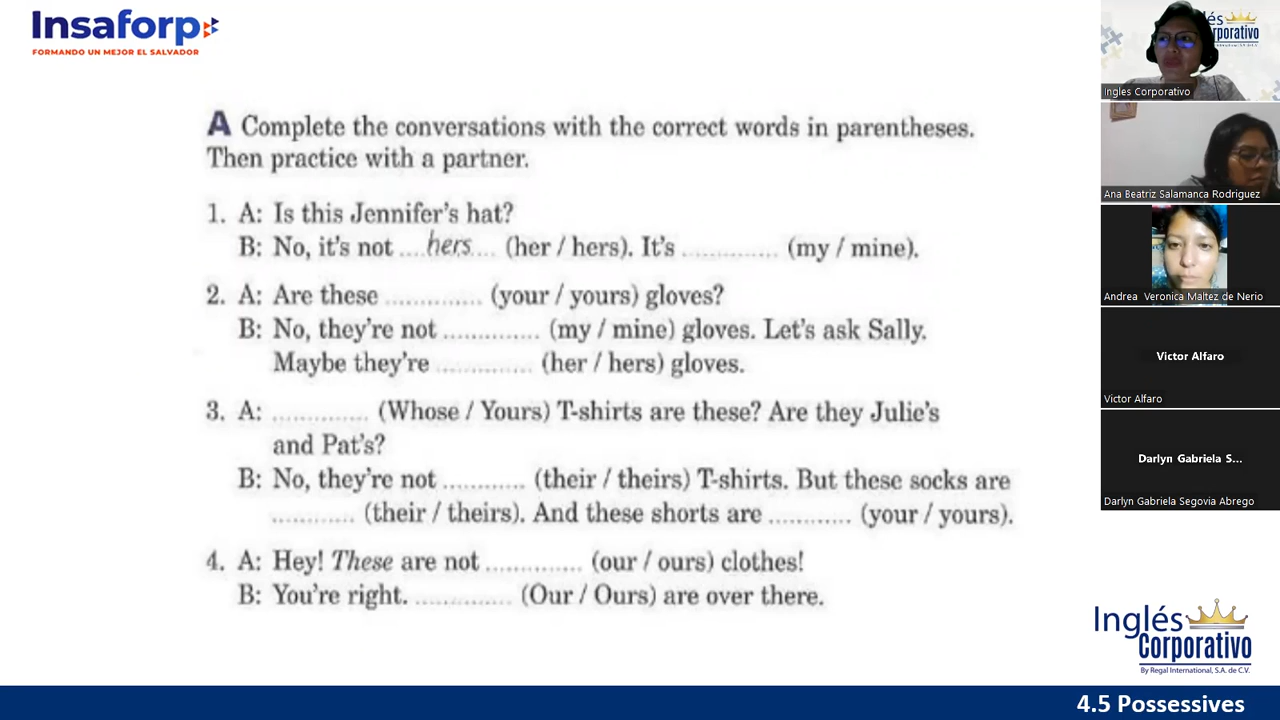 Insaforp
FORMANDO UN MEJOR EL SALVADOR
A Complete the conversations with the correct words in parentheses.
Then practice with a partner.
1. A: Is this Jennifer's hat?
B: No, it's not ....hers.... (her / hers). It's .............. (my / mine).
2. A: Are these .............. (your / yours) gloves?
B: No, they're not .............. (my / mine) gloves. Let's ask Sally.
Maybe they're .............. (her / hers) gloves.
3. A: .............. (Whose / Yours) T-shirts are these? Are they Julie's
and Pat's?
B: No, they're not ............ (their / theirs) T-shirts. But these socks are
............ (their / theirs). And these shorts are ............ (your / yours).
4. A: Hey! These are not .............. (our / ours) clothes!
B: You're right. .............. (Our / Ours) are over there.
Ingles Corporativo
Ana Beatriz Salamanca Rodriguez
Andrea Veronica Maltez de Nerio
Victor Alfaro
Victor Alfaro
Darlyn Gabriela S...
Darlyn Gabriela Segovia Abrego
Inglés
Corporativo
By Regal International, S.A. de C.V.
4.5 Possessives